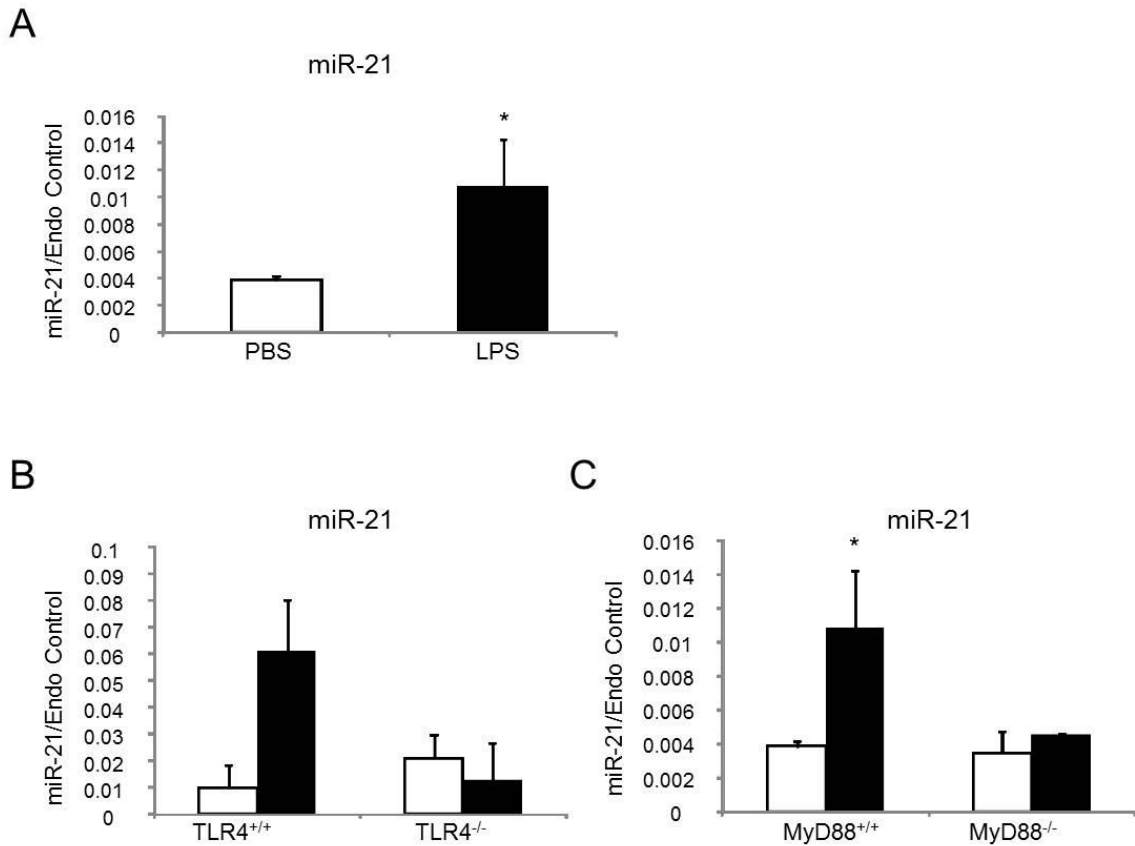 A
miR-21
miR-21/Endo Control
0.016
0.014
0.012
0.01
0.008
0.006
0.004
0.002
0
*
PBS
LPS
B
miR-21
miR-21/Endo Control
0.1
0.09
0.08
0.07
0.06
0.05
0.04
0.03
0.02
0.01
0
TLR4+/+
TLR4-/-
C
miR-21
miR-21/Endo Control
0.016
0.014
0.012
0.01
0.008
0.006
0.004
0.002
0
*
MyD88+/+
MyD88-/-